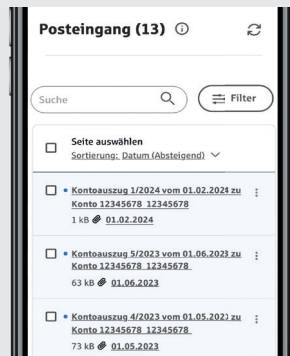 Posteingang (13)
Suche
Filter
Seite auswählen
Sortierung: Datum (Absteigend)
Kontoauszug 1/2024 vom 01.02.2024 zu
Konto 12345678 12345678
1 kB 01.02.2024
Kontoauszug 5/2023 vom 01.06.2023 zu
Konto 12345678 12345678
63 kB 01.06.2023
Kontoauszug 4/2023 vom 01.05.2023 zu
Konto 12345678 12345678
73 kB 01.05.2023